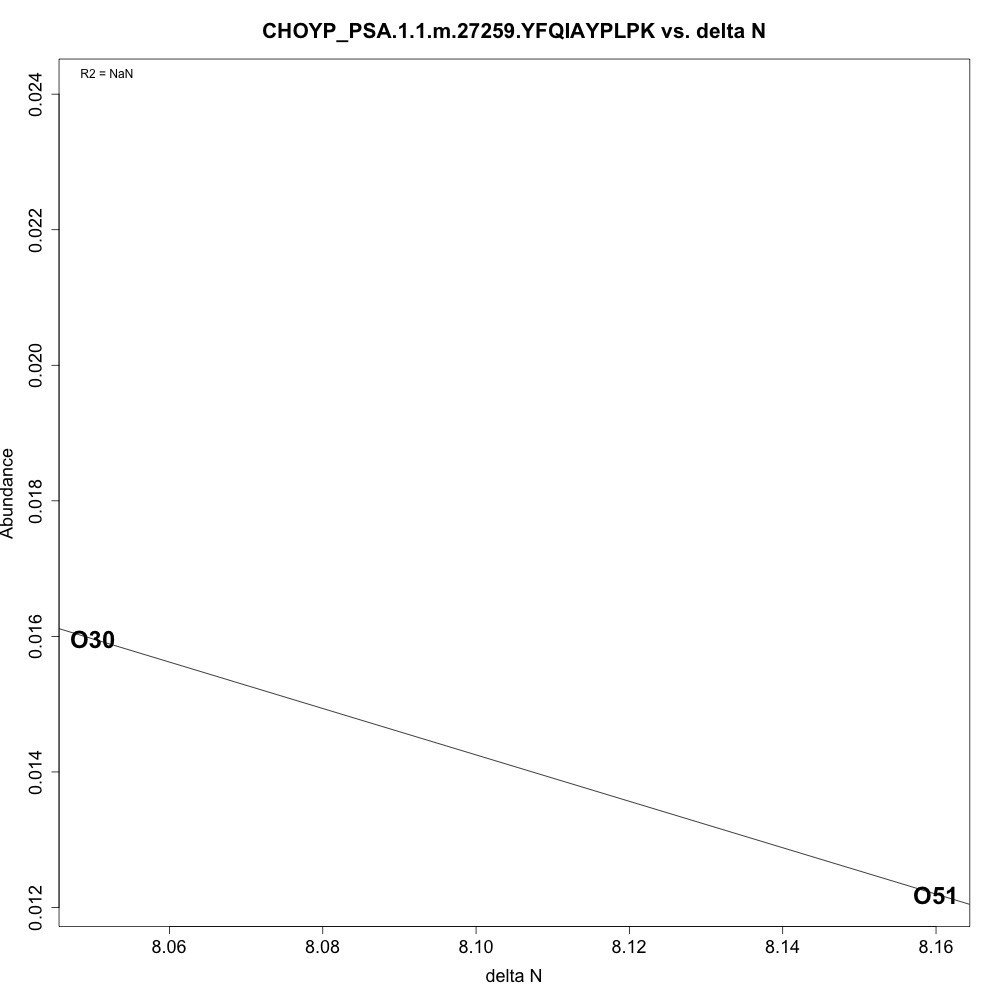 CHOYP_PSA.1.1.m.27259.YFQIAYPLPK vs. delta N
R2 = NaN
0.024
0.022
0.020
0.018
0.016
0.014
0.012
Abundance
O30
O51
8.06
8.08
8.10
8.12
8.14
8.16
delta N